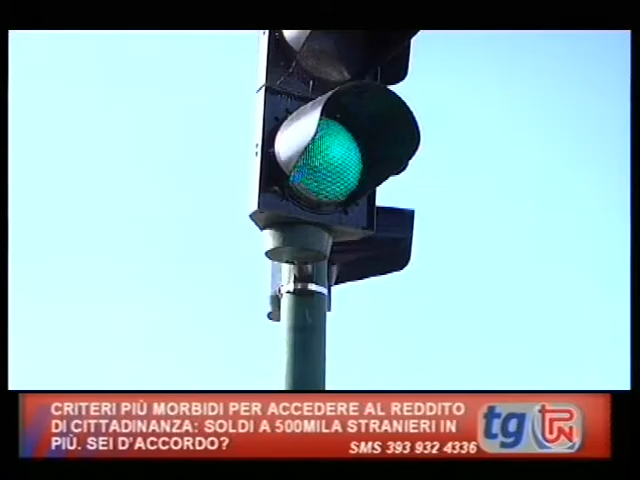 CRITERI PIÙ MORBIDI PER ACCEDERE AL REDDITO
DI CITTADINANZA: SOLDI A 500MILA STRANIERI IN
PIÙ. SEI D'ACCORDO?
SMS 393 932 4336
tg TPN